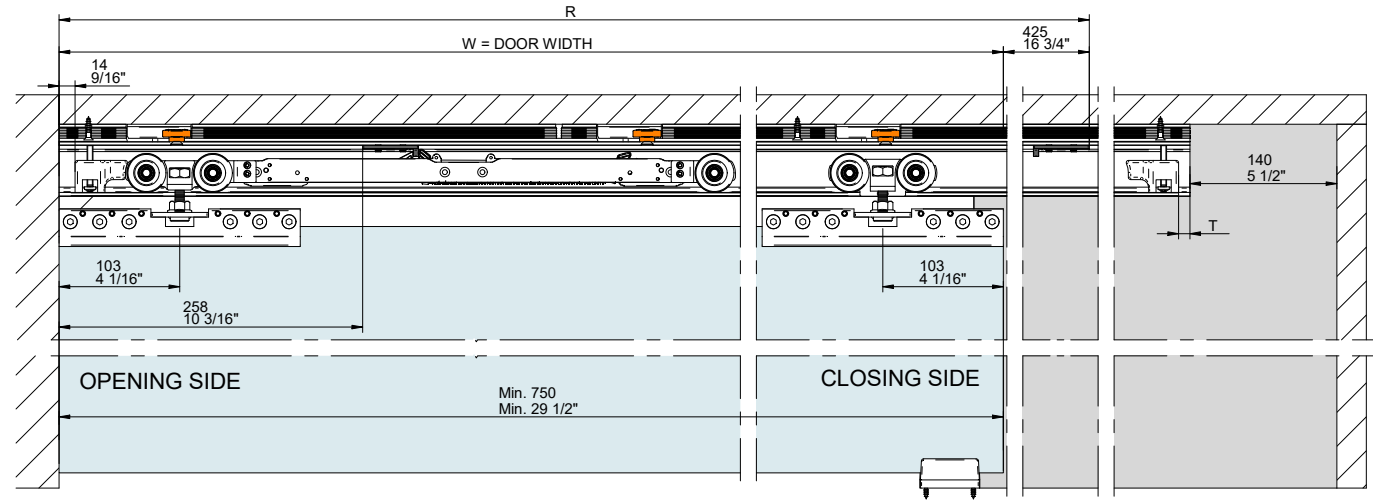 R
W = DOOR WIDTH
425
16 3/4"
14
9/16"
140
5 1/2"
T
103
4 1/16"
103
4 1/16"
258
10 3/16"
OPENING SIDE
CLOSING SIDE
Min. 750
Min. 29 1/2"